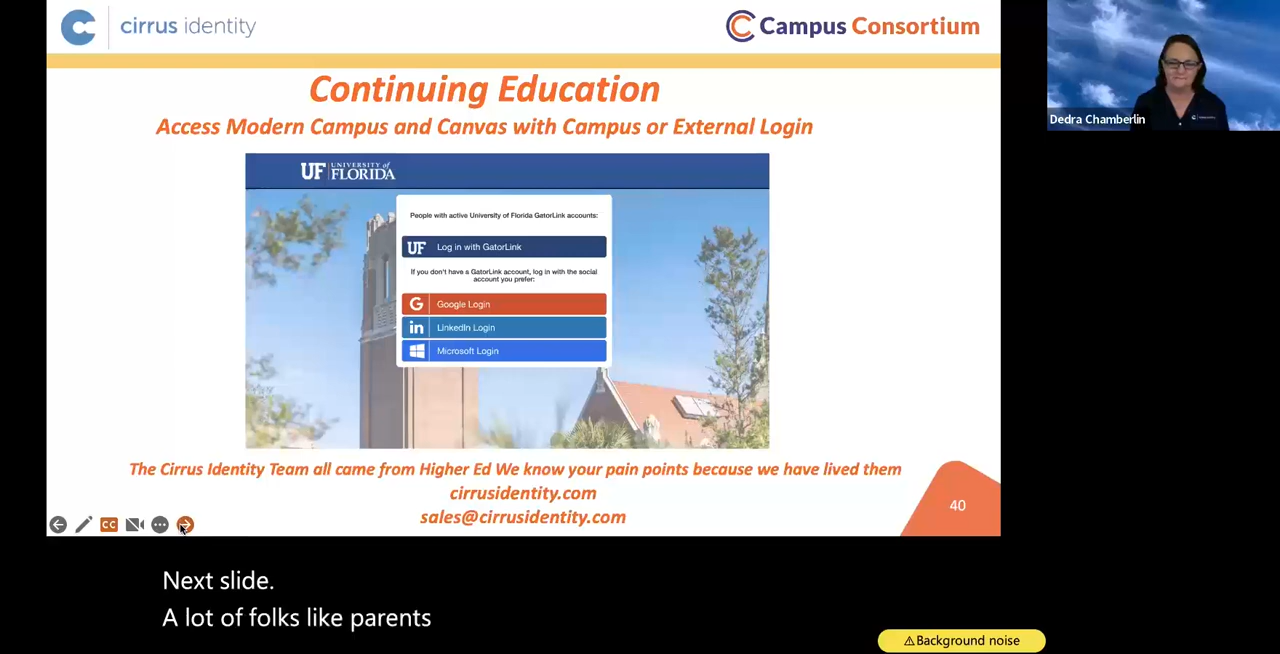 cirrus identity
Campus Consortium
Continuing Education
Access Modern Campus and Canvas with Campus or External Login
UF UNIVERSITY of FLORIDA
People with active University of Florida GatorLink accounts:
UF Log in with GatorLink
If you don't have a GatorLink account, log in with the social
account you prefer:
G Google Login
in LinkedIn Login
Microsoft Login
The Cirrus Identity Team all came from Higher Ed We know your pain points because we have lived them
cirrusidentity.com
sales@cirrusidentity.com
40
CC
Dedra Chamberlin
Next slide.
A lot of folks like parents
⚠Background noise